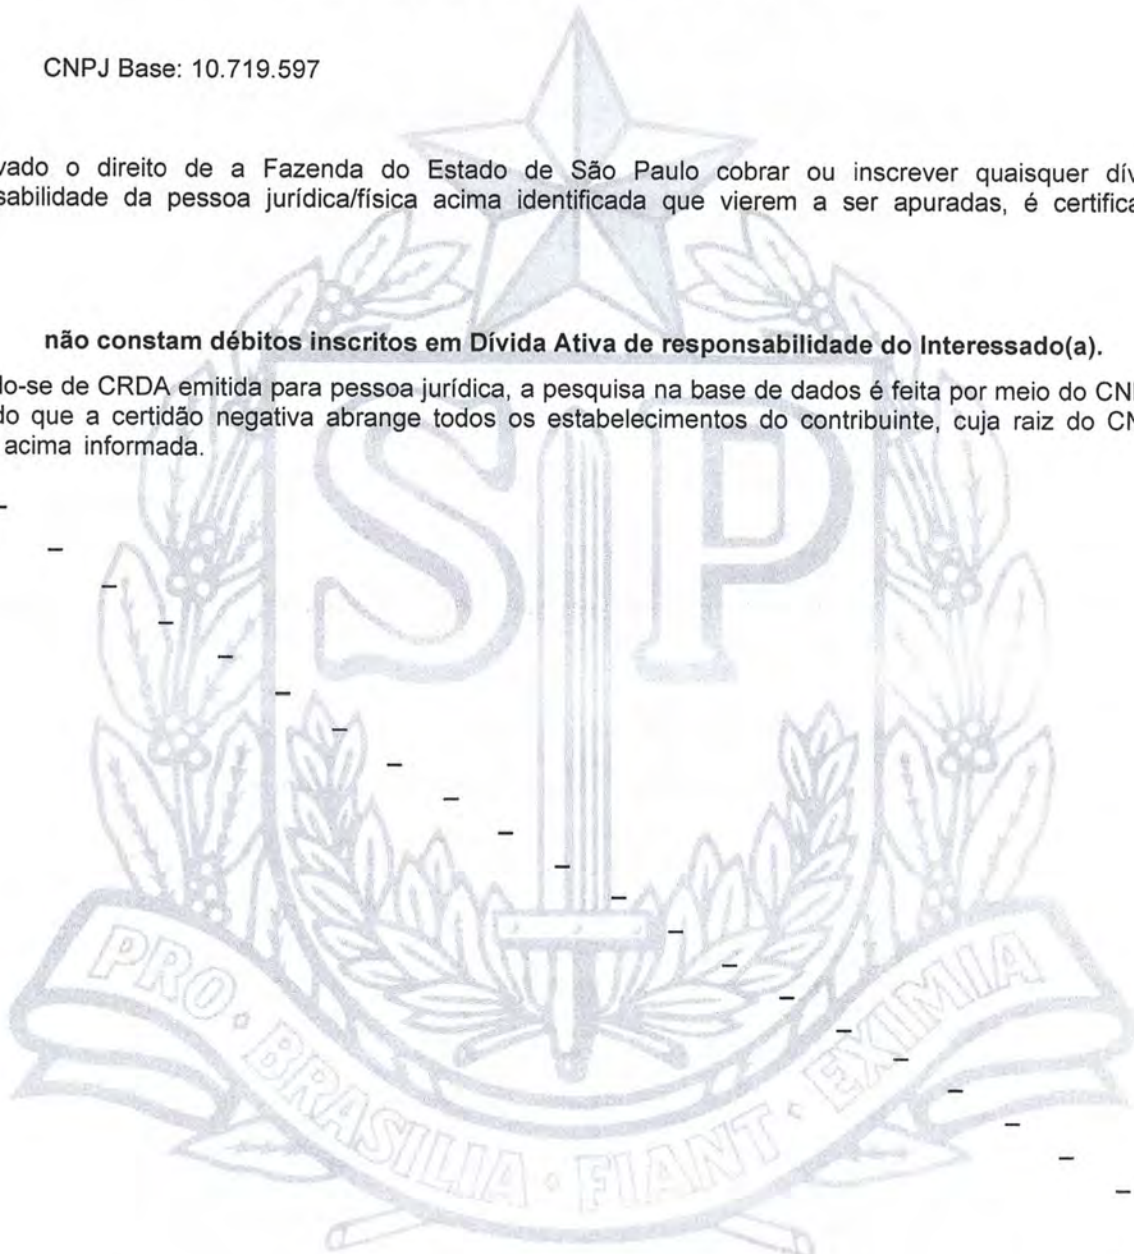 CNPJ Base: 10.719.597
vado o direito de a Fazenda do Estado de São Paulo cobrar ou inscrever quaisquer dív
sabilidade da pessoa jurídica/física acima identificada que vierem a ser apuradas, é certifica
não constam débitos inscritos em Dívida Ativa de responsabilidade do Interessado(a).
do-se de CRDA emitida para pessoa jurídica, a pesquisa na base de dados é feita por meio do CN
do que a certidão negativa abrange todos os estabelecimentos do contribuinte, cuja raiz do CN
acima informada.
SP
PRO • BRASILIA • FIANT • EXIMIA